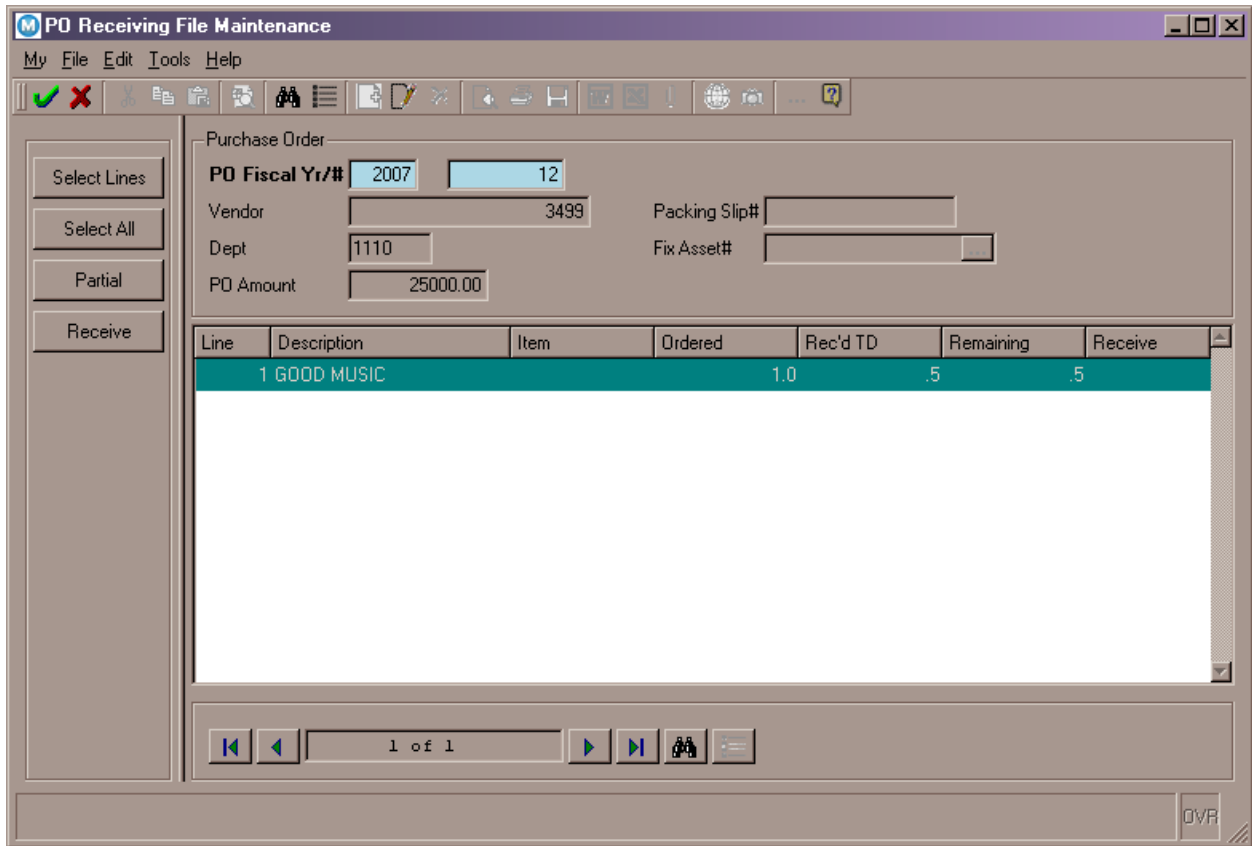 M PO Receiving File Maintenance
My File Edit Tools Help
Select Lines
Select All
Partial
Receive
Purchase Order
PO Fiscal Yr/# 2007 12
Vendor 3499 Packing Slip#
Dept 1110 Fix Asset# ...
PO Amount 25000.00
Line Description Item Ordered Rec'd TD Remaining Receive
1 GOOD MUSIC 1.0 .5 .5
1 of 1
OVR